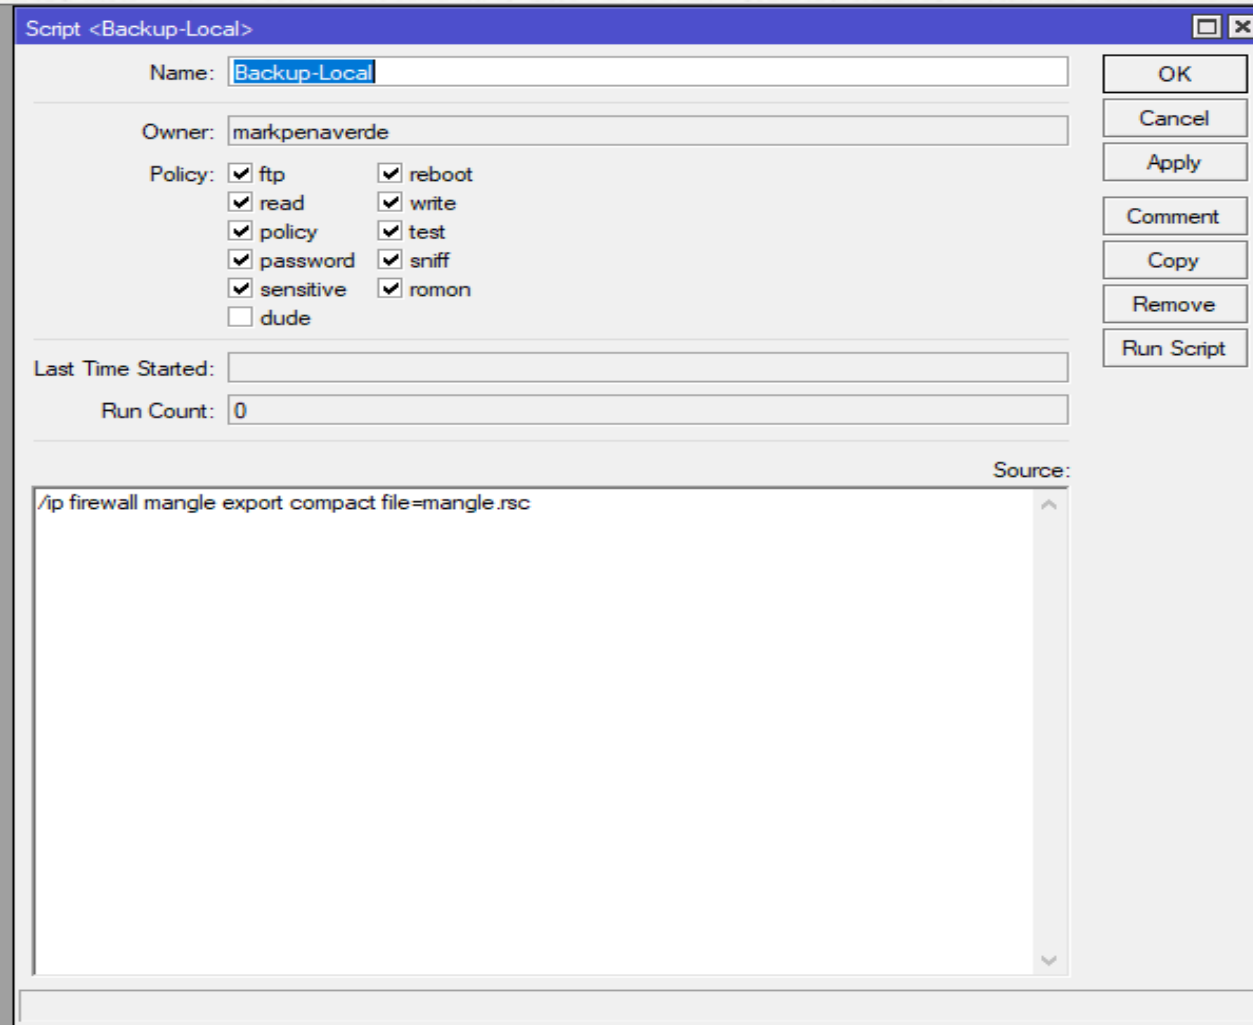 Script <Backup-Local>
Name: Backup-Local
OK
Cancel
Owner: markpenaverde
Policy: ftp reboot
Apply
read write
Comment
policy test
password sniff
Copy
sensitive romon
Remove
dude
Run Script
Last Time Started:
Run Count: 0
Source:
/ip firewall mangle export compact file=mangle.rsc